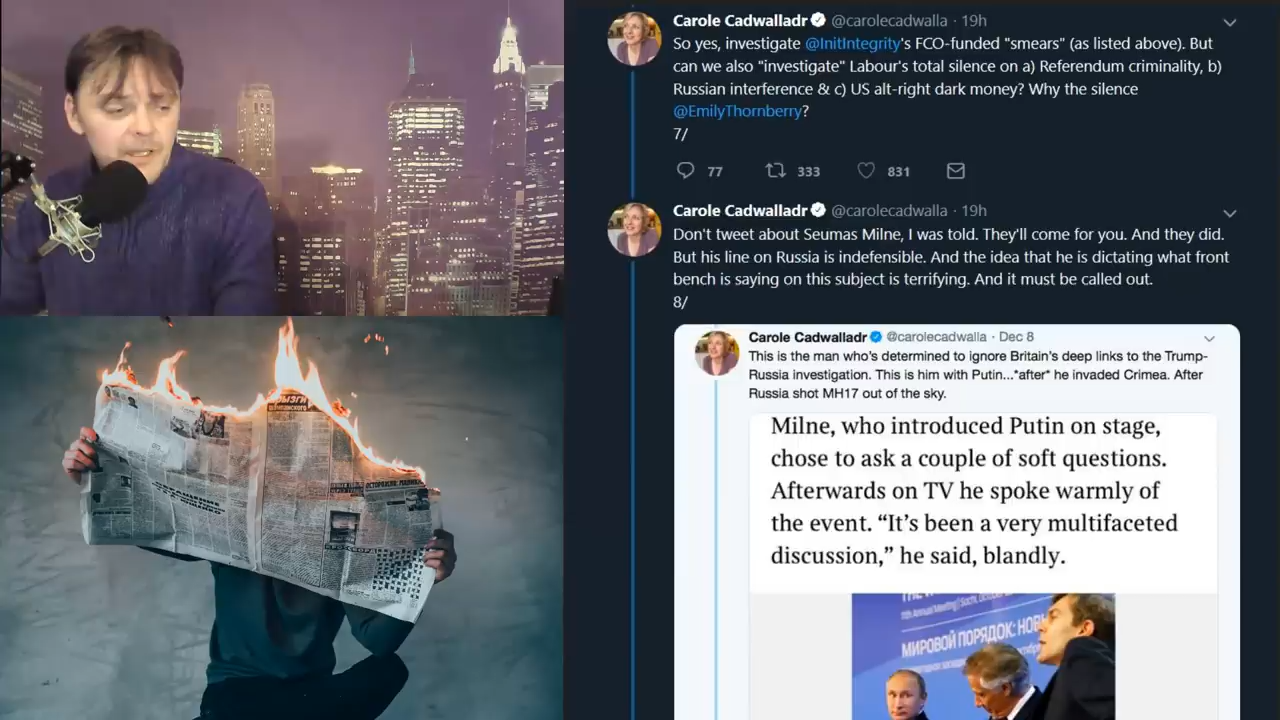 Carole Cadwalladr @carolecadwalla · 19h
So yes, investigate @InitIntegrity's FCO-funded "smears" (as listed above). But
can we also "investigate" Labour's total silence on a) Referendum criminality, b)
Russian interference & c) US alt-right dark money? Why the silence
@EmilyThornberry?
7/
77 333 831
Carole Cadwalladr @carolecadwalla · 19h
Don't tweet about Seumas Milne, I was told. They'll come for you. And they did.
But his line on Russia is indefensible. And the idea that he is dictating what front
bench is saying on this subject is terrifying. And it must be called out.
8/
Carole Cadwalladr @carolecadwalla · Dec 8
This is the man who's determined to ignore Britain's deep links to the Trump-
Russia investigation. This is him with Putin...*after* he invaded Crimea. After
Russia shot MH17 out of the sky.
Milne, who introduced Putin on stage,
chose to ask a couple of soft questions.
Afterwards on TV he spoke warmly of
the event. “It’s been a very multifaceted
discussion,” he said, blandly.
11th Annual Meeting
МИРОВОЙ ПОРЯДОК: